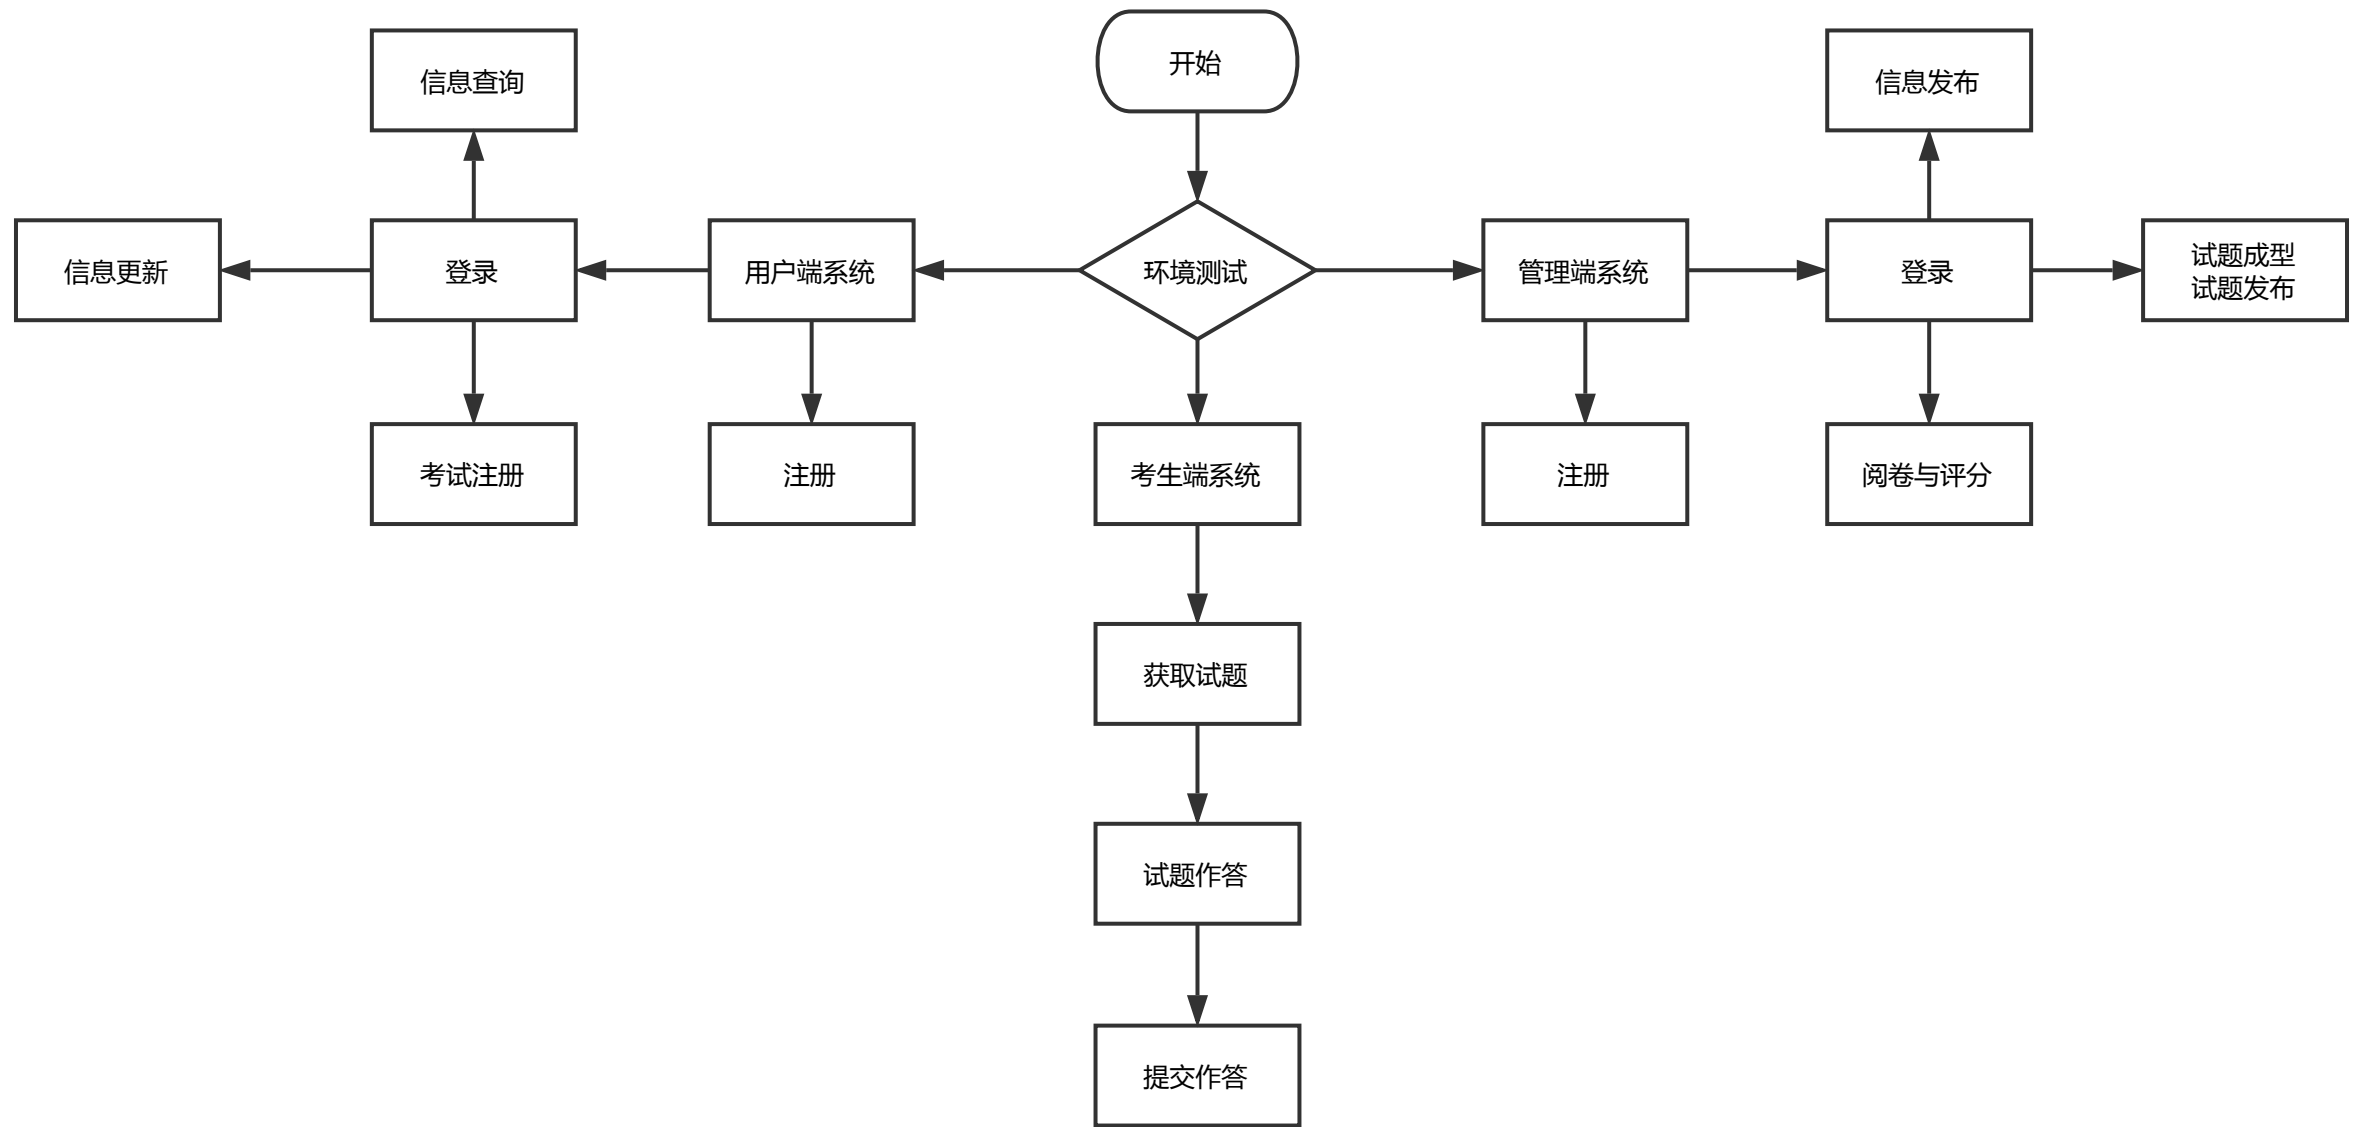 开始
信息查询
信息发布
信息更新
登录
用户端系统
环境测试
管理端系统
登录
试题成型
试题发布
考试注册
注册
考生端系统
注册
阅卷与评分
获取试题
试题作答
提交作答